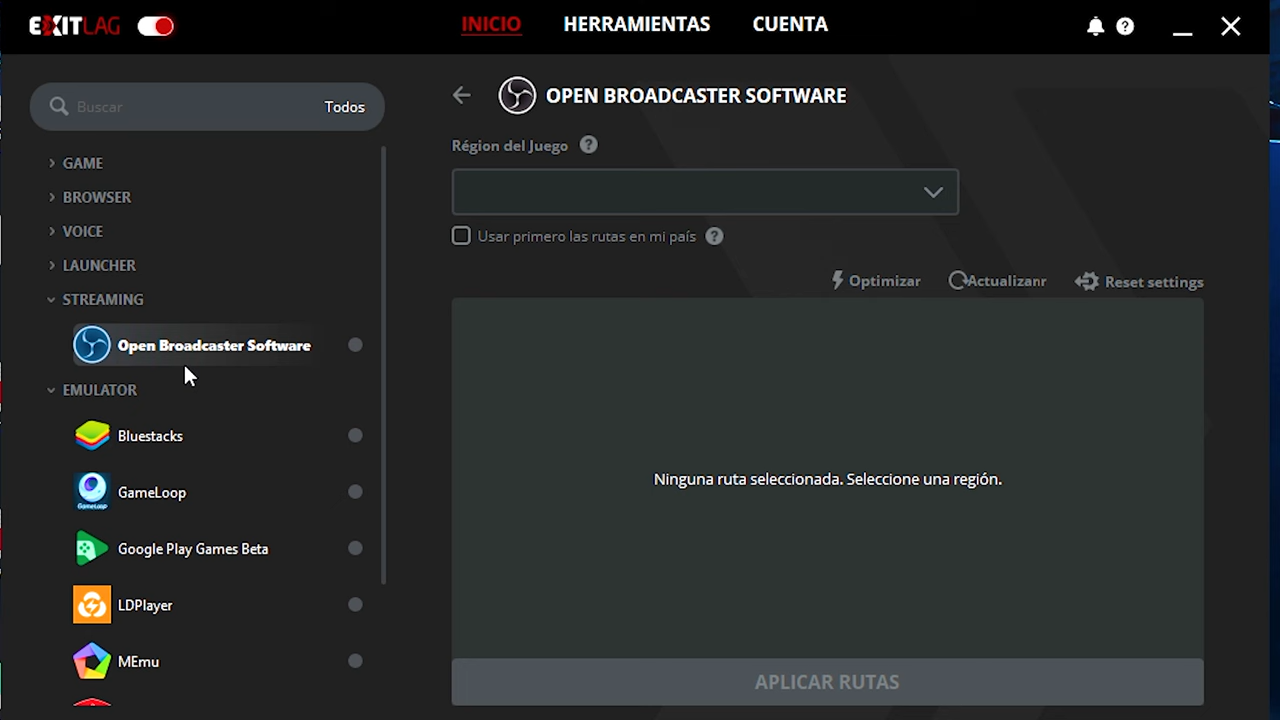 EXITLAG
INICIO
HERRAMIENTAS
CUENTA
Buscar
Todos
GAME
BROWSER
VOICE
LAUNCHER
STREAMING
Open Broadcaster Software
EMULATOR
Bluestacks
GameLoop
GameLoop
Google Play Games Beta
LDPlayer
MEmu
OPEN BROADCASTER SOFTWARE
Région del Juego ?
Usar primero las rutas en mi país ?
Optimizar
Actualizanr
Reset settings
Ninguna ruta seleccionada. Seleccione una región.
APLICAR RUTAS